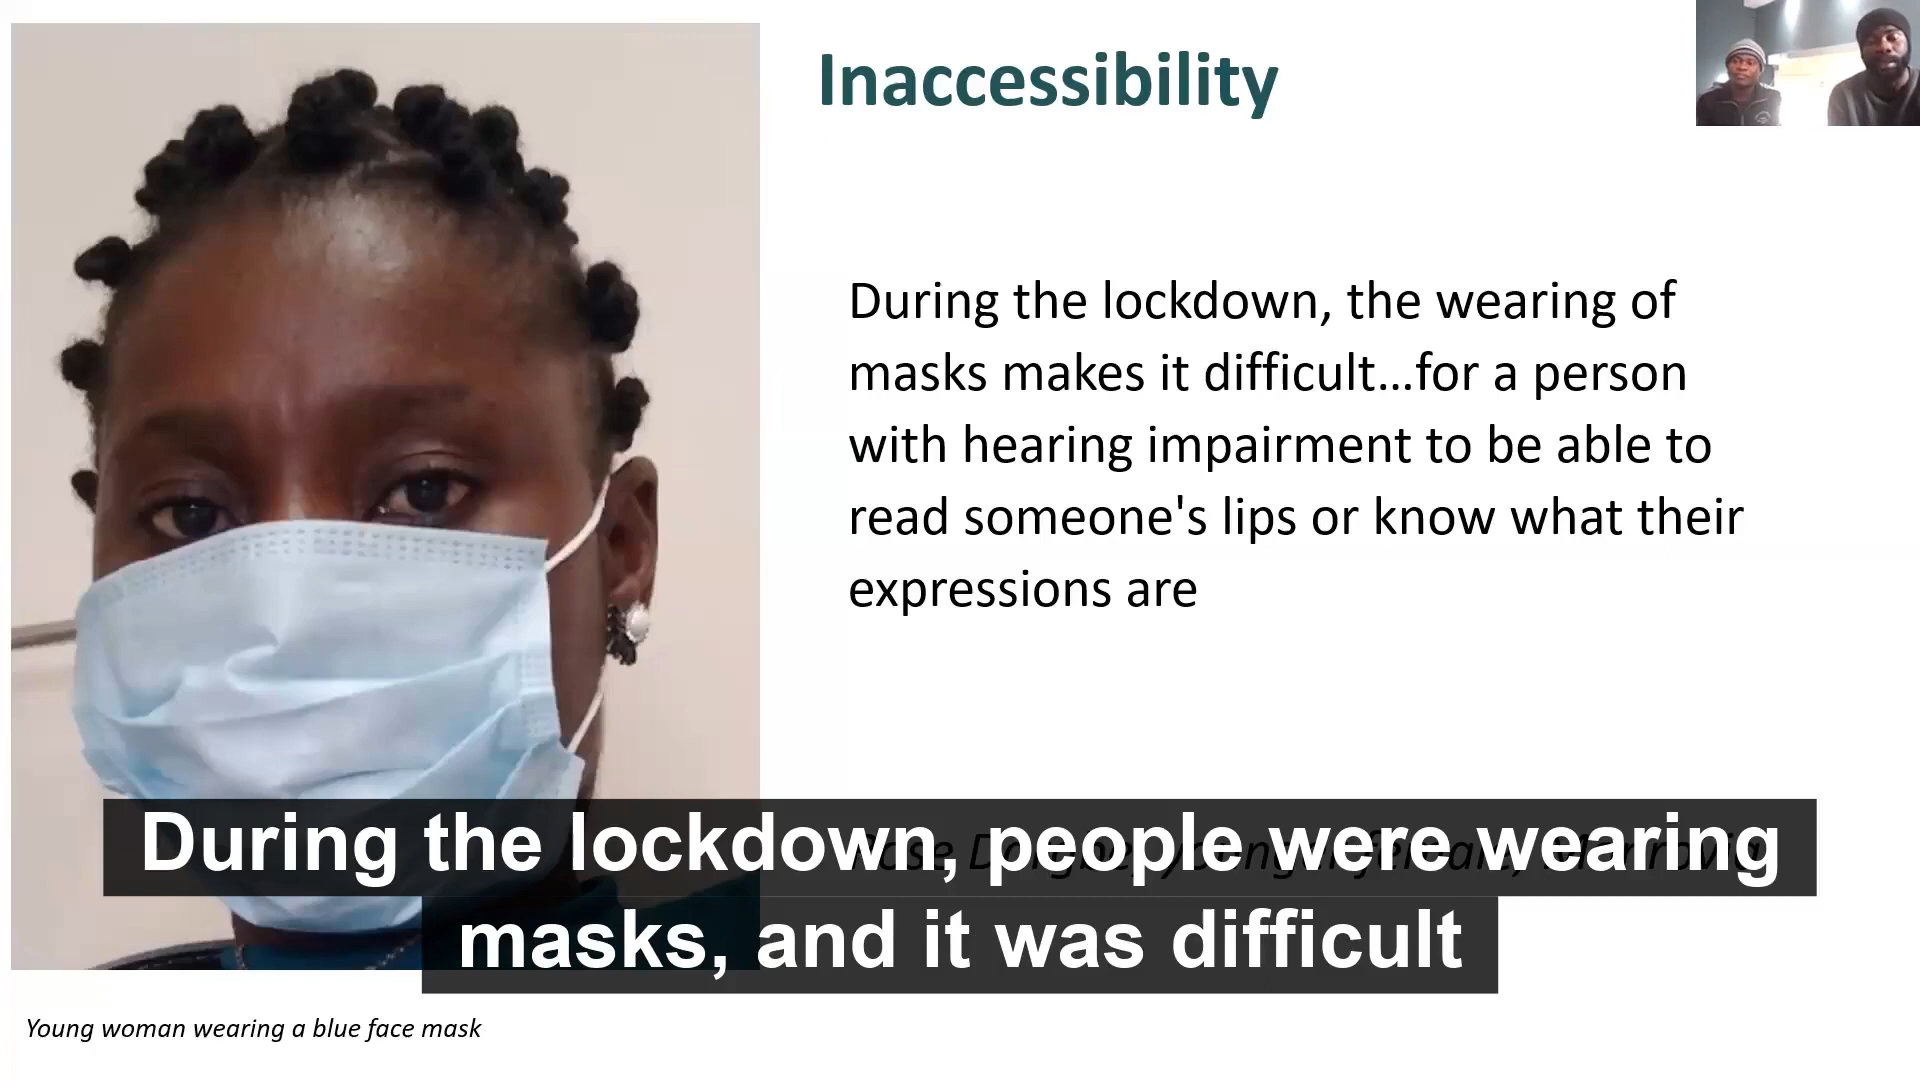 Inaccessibility
During the lockdown, the wearing of
masks makes it difficult...for a person
with hearing impairment to be able to
read someone's lips or know what their
expressions are
During the lockdown, people were wearing
masks, and it was difficult
Young woman wearing a blue face mask